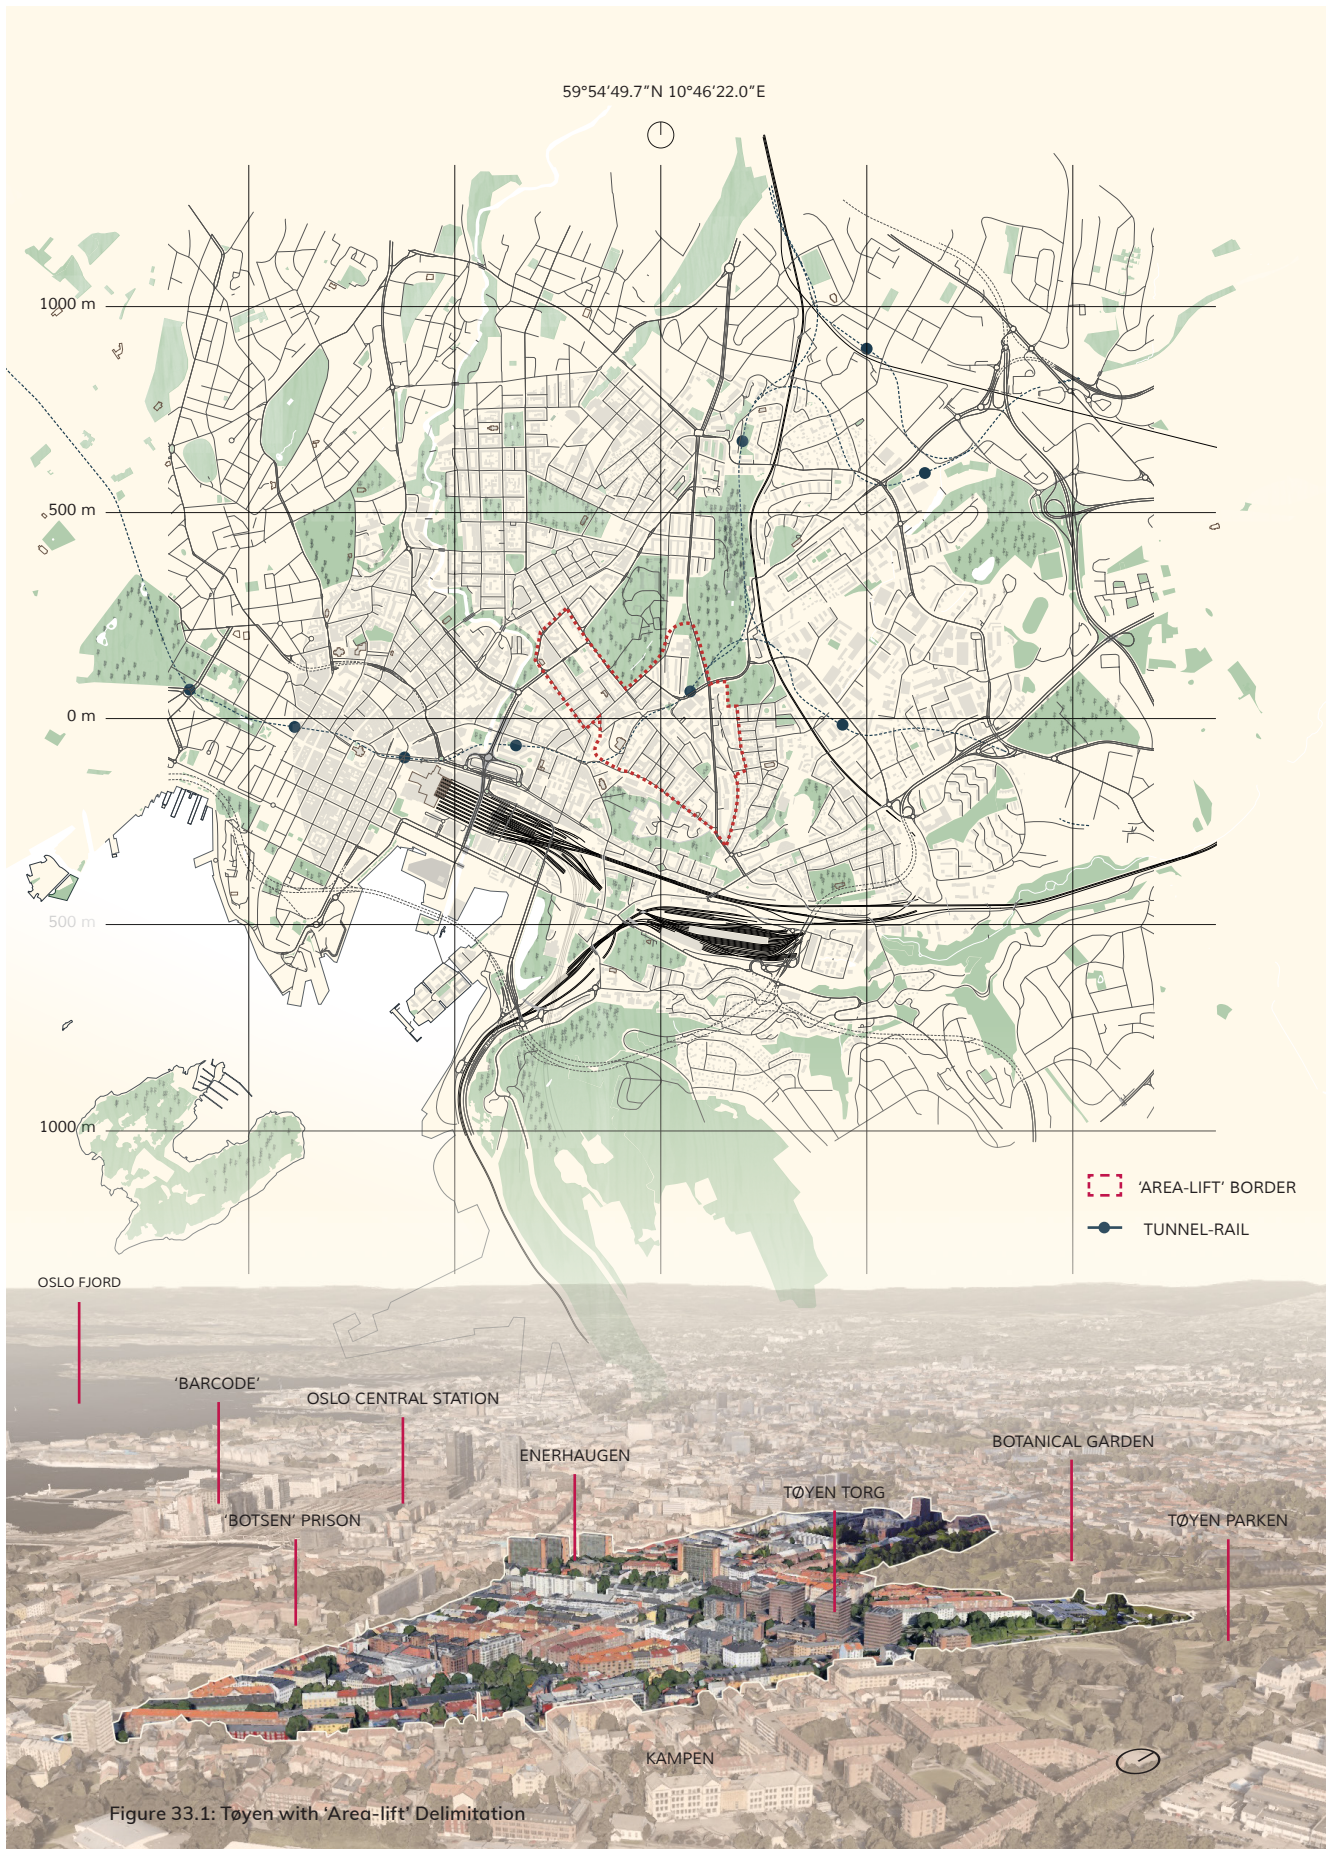 59°54’49.7”N 10°46’22.0”E
1000 m
500 m
0 m
500 m
1000 m
‘AREA-LIFT’ BORDER
TUNNEL-RAIL
OSLO FJORD
‘BARCODE’
OSLO CENTRAL STATION
ENERHAUGEN
BOTANICAL GARDEN
TØYEN TORG
‘BOTSEN’ PRISON
TØYEN PARKEN
KAMPEN
Figure 33.1: Tøyen with ‘Area-lift’ Delimitation